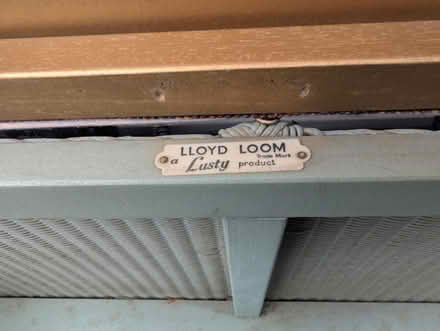 LLOYD LOOM
Trade Mark
a Lusty product